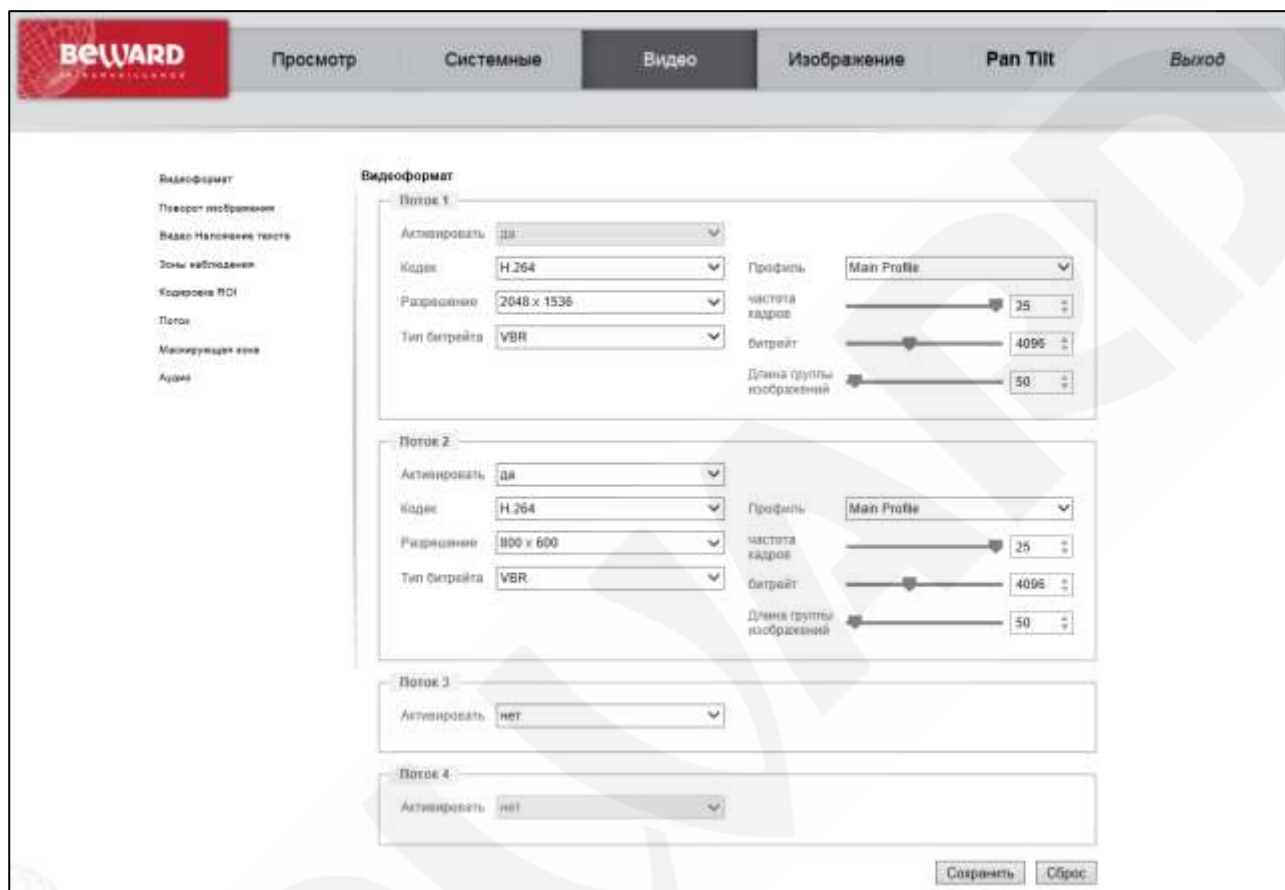 BEWARD
Просмотр
Системные
Видео
Изображение
Pan Tilt
Выход
Видеоформат
Поворот изображения
Видео Наложение текста
Зоны наблюдения
Кодировка ROI
Поток
Маскирующая зона
Аудио
Видеоформат
Поток 1
Активировать да
Кодек H.264 Профиль Main Profile
Разрешение 2048 x 1536 частота кадров 25
Тип битрейта VBR битрейт 4096
Длина группы изображений 50
Поток 2
Активировать да
Кодек H.264 Профиль Main Profile
Разрешение 800 x 600 частота кадров 25
Тип битрейта VBR битрейт 4096
Длина группы изображений 50
Поток 3
Активировать нет
Поток 4
Активировать нет
Сохранить Сброс